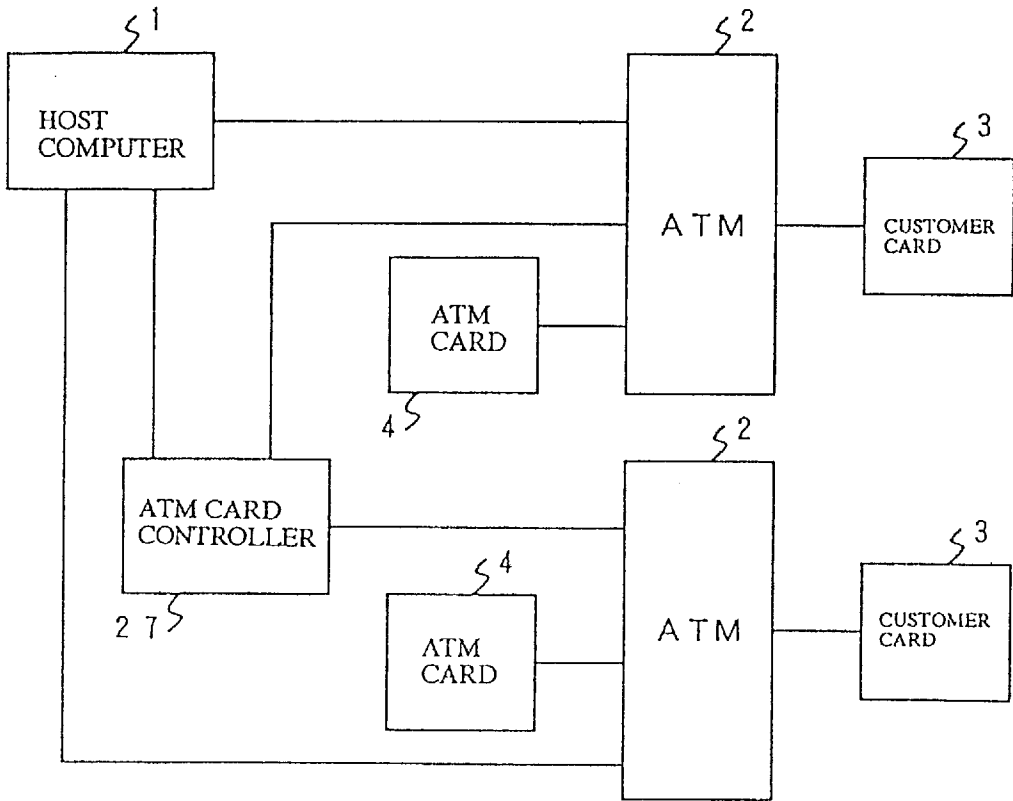 1
HOST
COMPUTER
2
ATM
3
CUSTOMER
CARD
ATM
CARD
4
ATM CARD
CONTROLLER
27
2
ATM
4
ATM
CARD
3
CUSTOMER
CARD